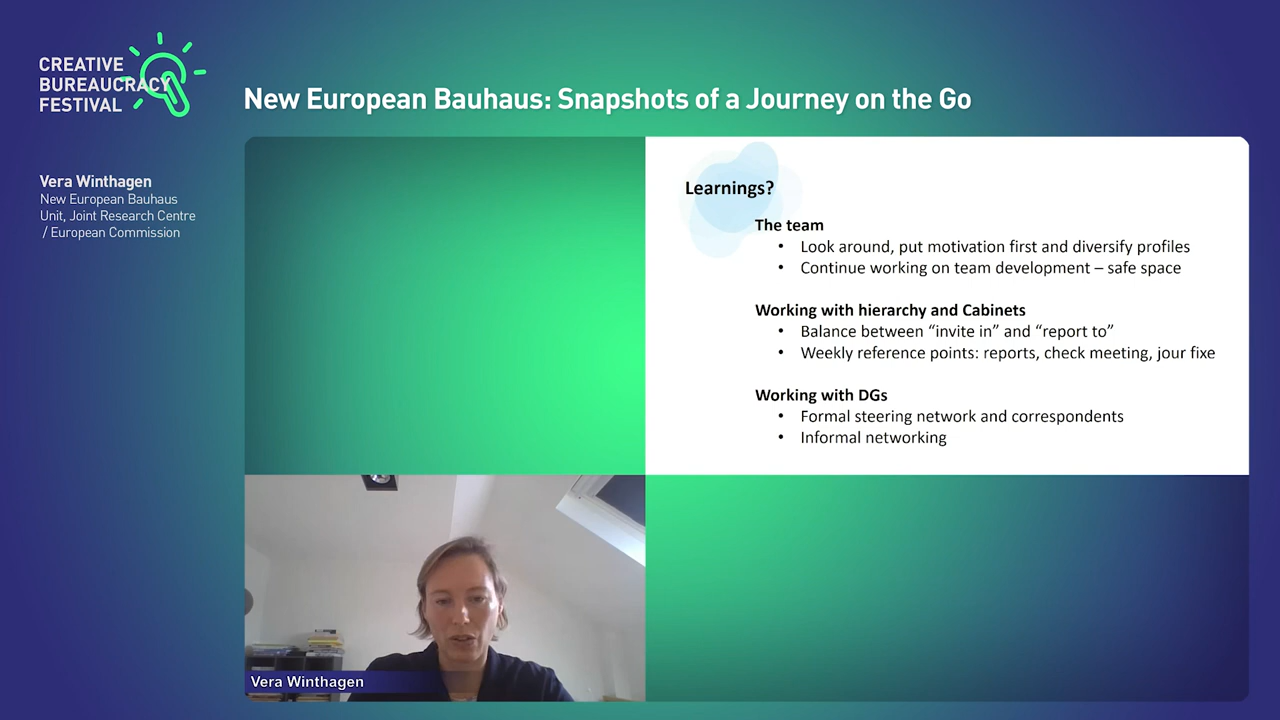 CREATIVE
BUREAUCRACY
FESTIVAL
New European Bauhaus: Snapshots of a Journey on the Go
Vera Winthagen
New European Bauhaus
Unit, Joint Research Centre
/ European Commission
Learnings?
The team
• Look around, put motivation first and diversify profiles
• Continue working on team development – safe space
Working with hierarchy and Cabinets
• Balance between “invite in” and “report to”
• Weekly reference points: reports, check meeting, jour fixe
Working with DGs
• Formal steering network and correspondents
• Informal networking
Vera Winthagen